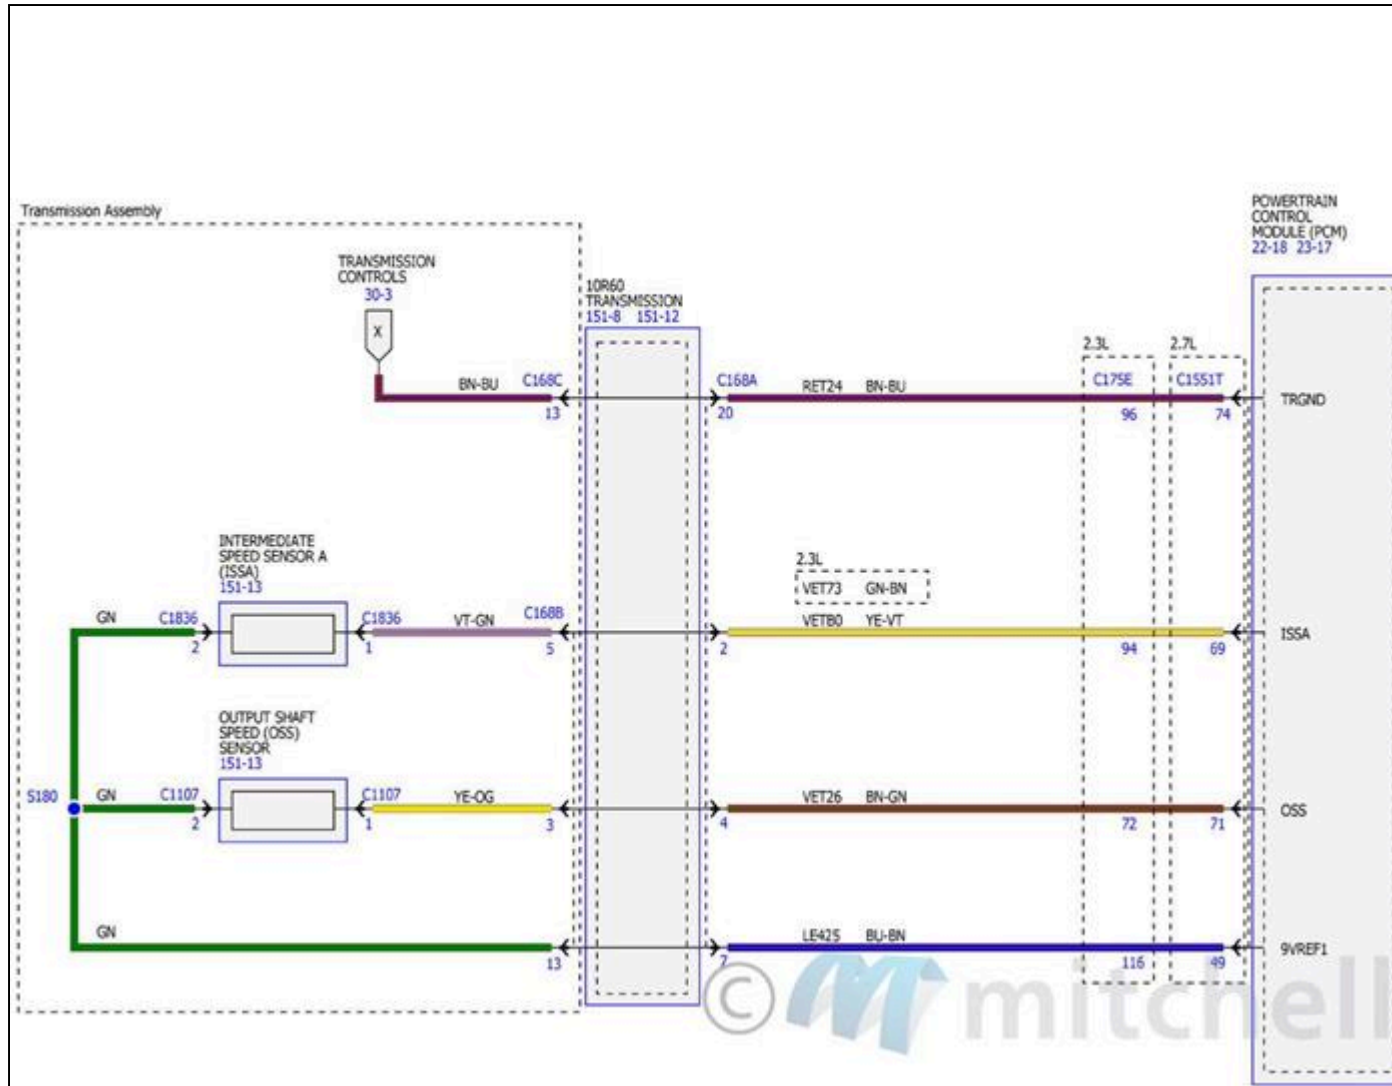 Transmission Assembly
POWERTRAIN
CONTROL
MODULE (PCM)
22-18 23-17
TRANSMISSION
CONTROLS
30-3
X
10R60
TRANSMISSION
151-8 151-12
2.3L
2.7L
BN-BU
C168C
13
C168A
20
RET24 BN-BU
C175E
96
C1551T
74
TRGND
INTERMEDIATE
SPEED SENSOR A
(ISSA)
151-13
2.3L
VET73 GN-BN
GN
C1836
2
C1836
1
VT-GN
C168B
5
2
VET80 YE-VT
94
69
ISSA
OUTPUT SHAFT
SPEED (OSS)
SENSOR
151-13
S180
GN
C1107
2
C1107
1
YE-OG
3
4
VET26 BN-GN
72
71
OSS
GN
13
7
LE425 BU-BN
116
49
9VREF1
© mitchell